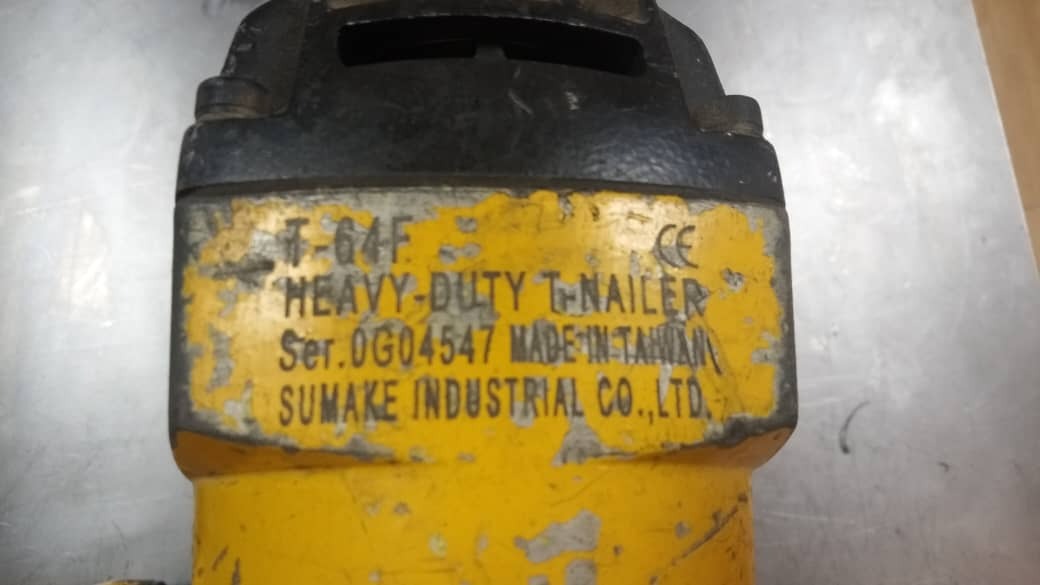 T-64F CE
HEAVY-DUTY T-NAILER
Ser.0G04547 MADE IN TAIWAN
SUMAKE INDUSTRIAL CO.,LTD.